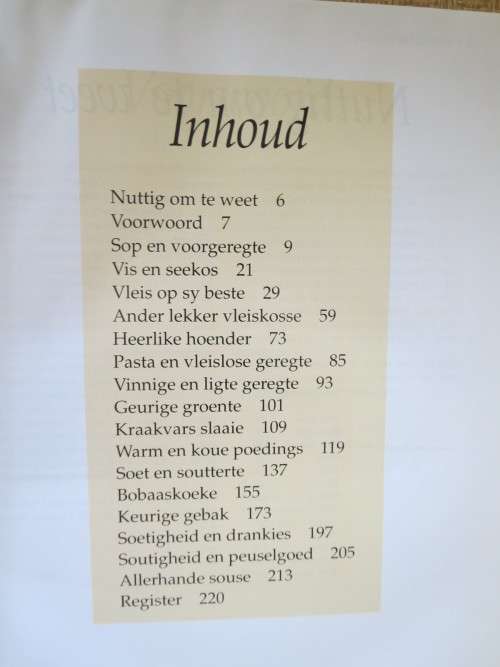 Inhoud
Nuttig om te weet 6
Voorwoord 7
Sop en voorgeregte 9
Vis en seekos 21
Vleis op sy beste 29
Ander lekker vleiskosse 59
Heerlike hoender 73
Pasta en vleislose geregte 85
Vinnige en ligte geregte 93
Geurige groente 101
Kraakvars slaaie 109
Warm en koue poedings 119
Soet en soutterte 137
Bobaaskoeke 155
Keurige gebak 173
Soetigheid en drankies 197
Soutigheid en peuselgoed 205
Allerhande souse 213
Register 220